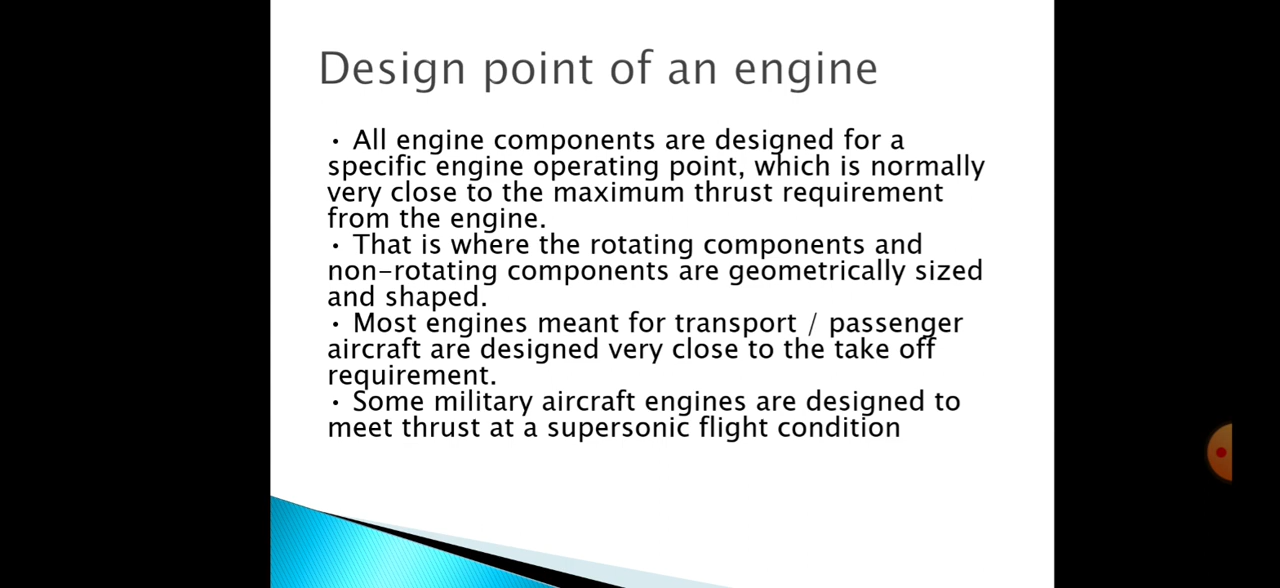 Design point of an engine
• All engine components are designed for a
specific engine operating point, which is normally
very close to the maximum thrust requirement
from the engine.
• That is where the rotating components and
non-rotating components are geometrically sized
and shaped.
• Most engines meant for transport / passenger
aircraft are designed very close to the take off
requirement.
• Some military aircraft engines are designed to
meet thrust at a supersonic flight condition